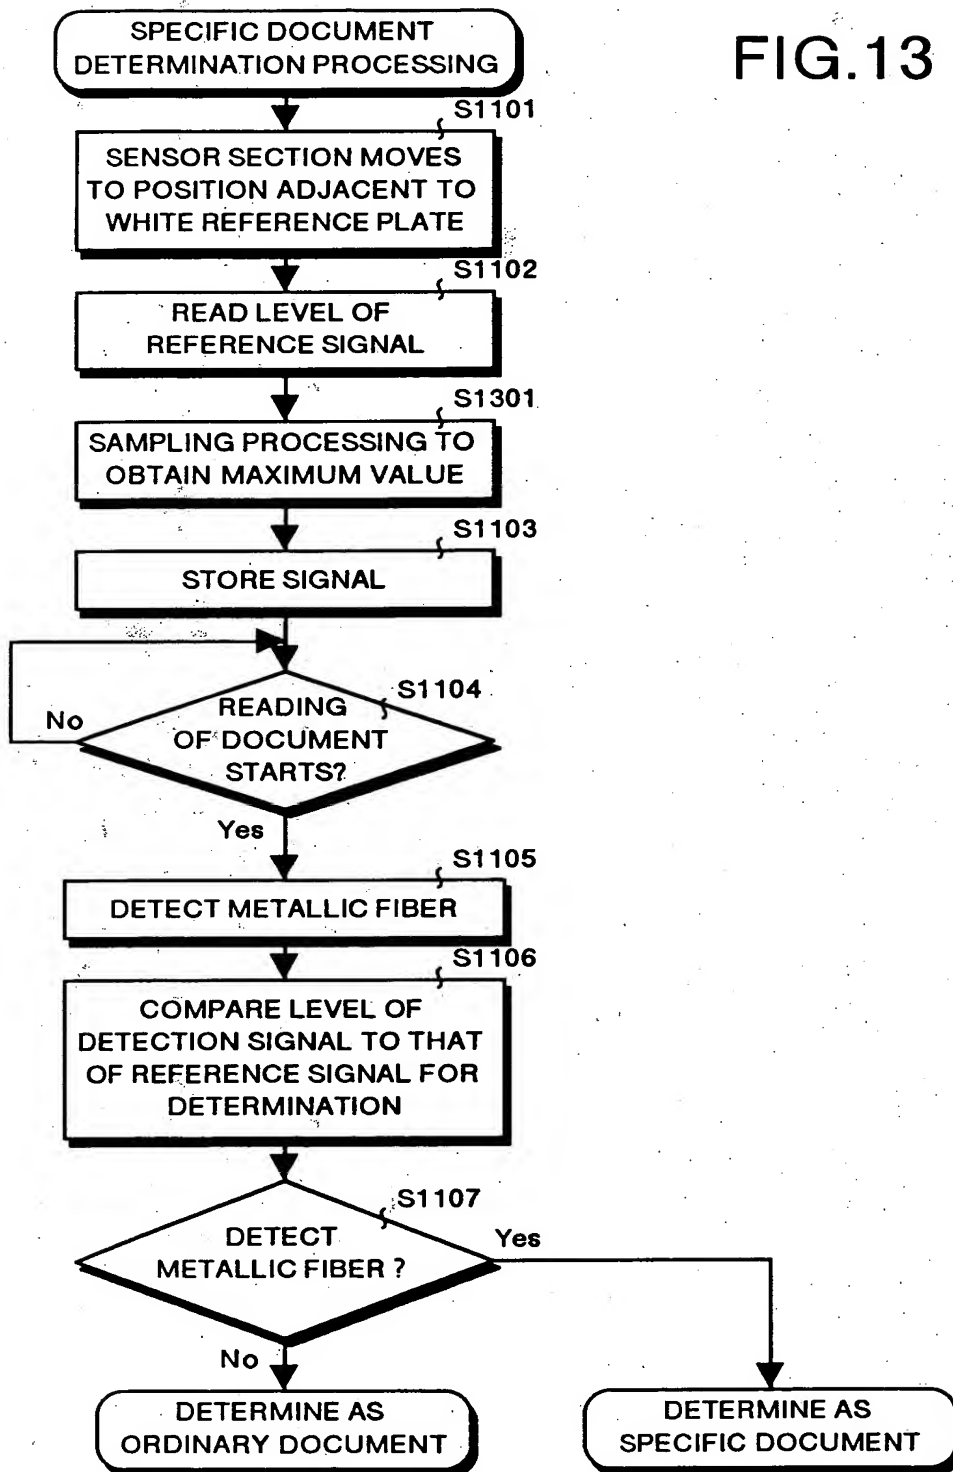 FIG.13
SPECIFIC DOCUMENT
DETERMINATION PROCESSING
S1101
SENSOR SECTION MOVES
TO POSITION ADJACENT TO
WHITE REFERENCE PLATE
S1102
READ LEVEL OF
REFERENCE SIGNAL
S1301
SAMPLING PROCESSING TO
OBTAIN MAXIMUM VALUE
S1103
STORE SIGNAL
S1104
READING
OF DOCUMENT
STARTS?
No
Yes
S1105
DETECT METALLIC FIBER
S1106
COMPARE LEVEL OF
DETECTION SIGNAL TO THAT
OF REFERENCE SIGNAL FOR
DETERMINATION
S1107
DETECT
METALLIC FIBER ?
Yes
No
DETERMINE AS
ORDINARY DOCUMENT
DETERMINE AS
SPECIFIC DOCUMENT